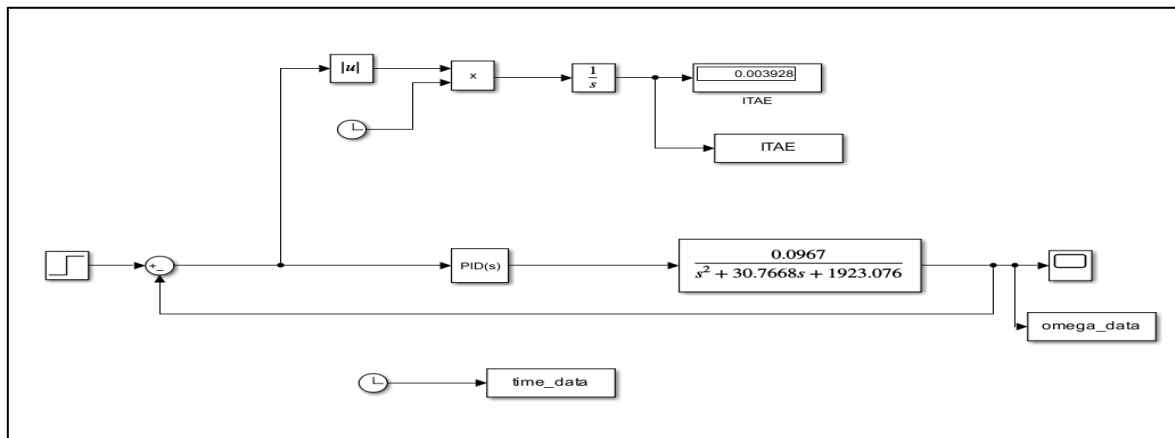 |u|
×
1
s
0.003928
ITAE
ITAE
+
−
PID(s)
0.0967
s² + 30.7668s + 1923.076
omega_data
time_data